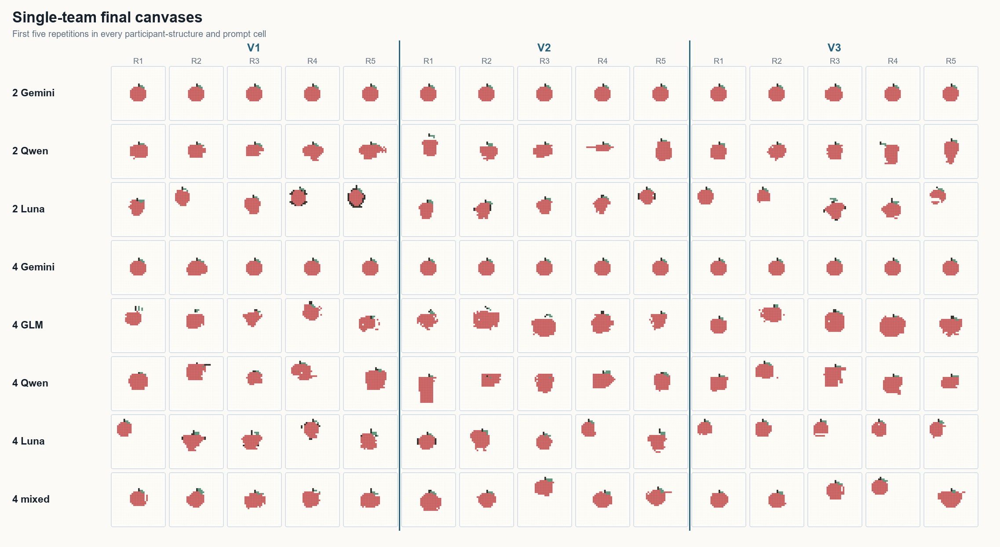 Single-team final canvases
First five repetitions in every participant-structure and prompt cell
V1 V2 V3
R1 R2 R3 R4 R5 R1 R2 R3 R4 R5 R1 R2 R3 R4 R5
2 Gemini
2 Qwen
2 Luna
4 Gemini
4 GLM
4 Qwen
4 Luna
4 mixed